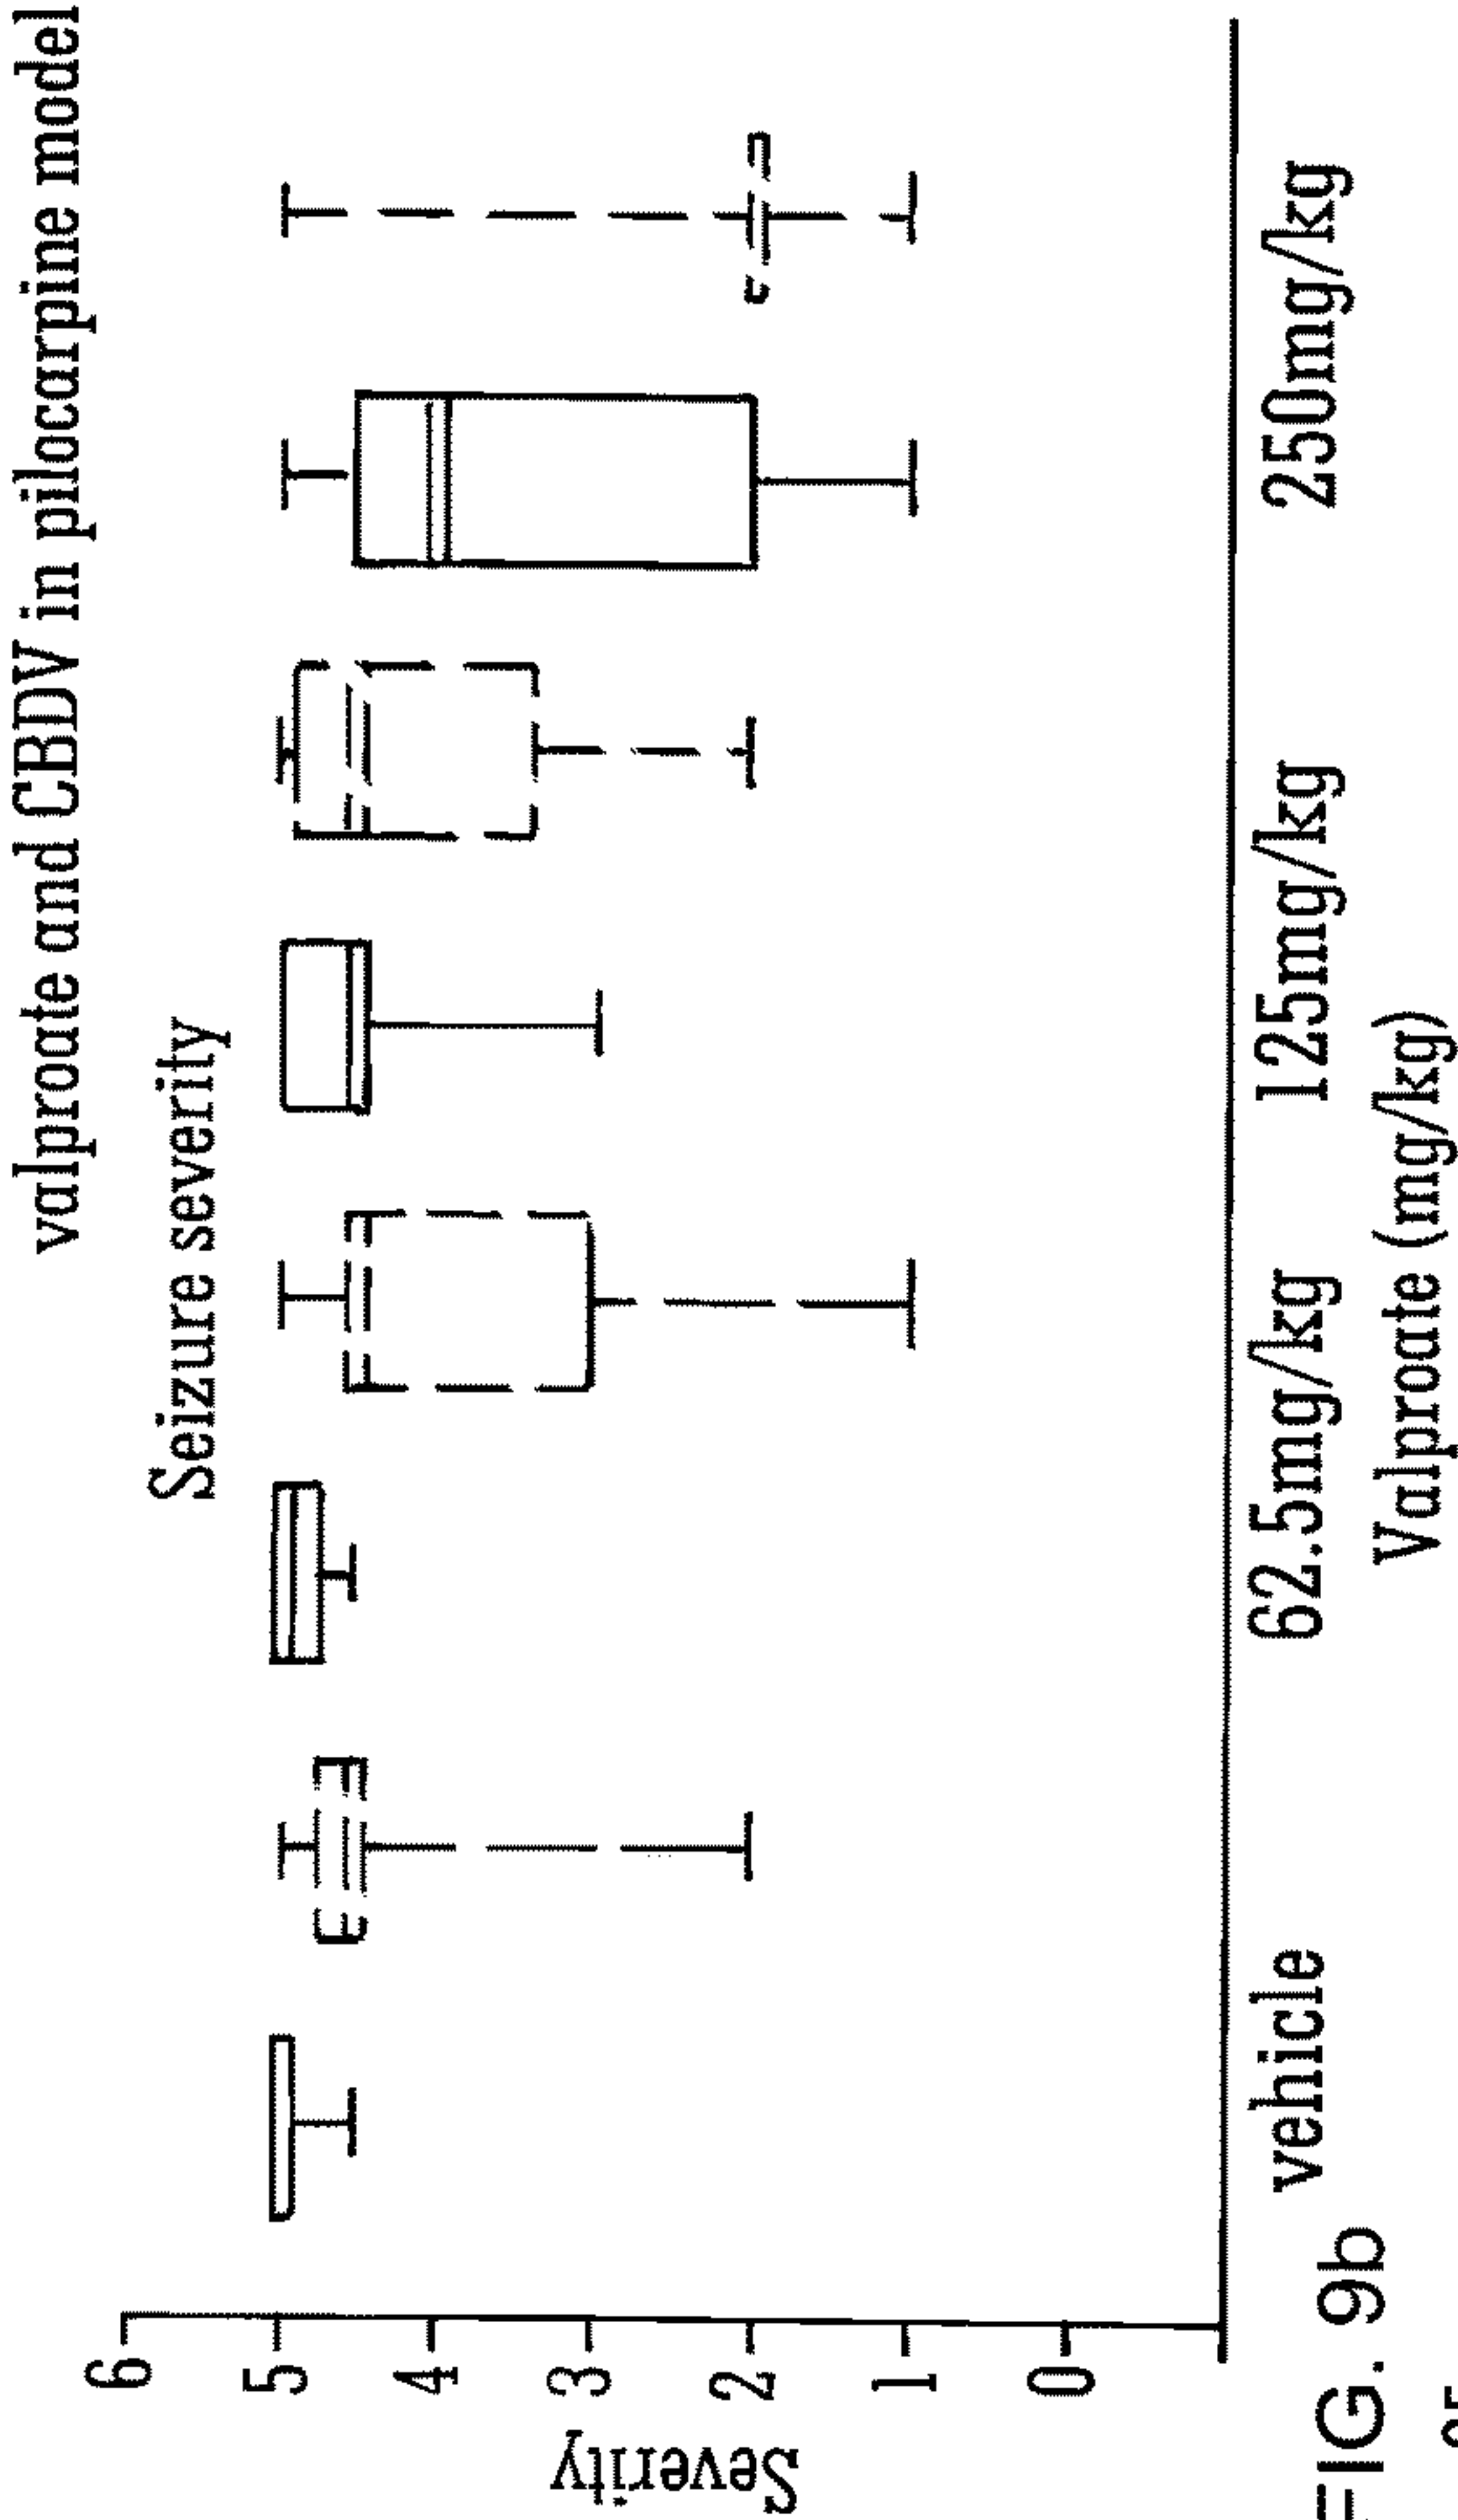 valproate and CBDV in pilocarpine model
Seizure severity
Severity
6
5
4
3
2
1
0
vehicle 62.5mg/kg 125mg/kg 250mg/kg
Valproate (mg/kg)
FIG. 9b